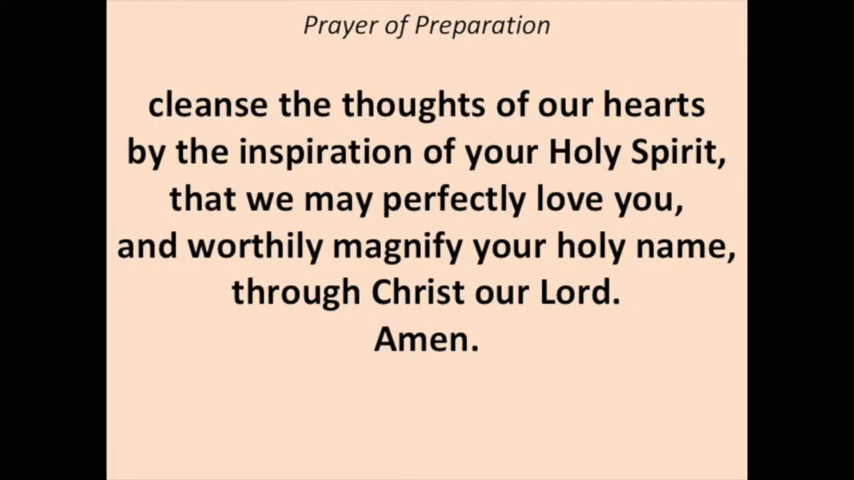 Prayer of Preparation
cleanse the thoughts of our hearts
by the inspiration of your Holy Spirit,
that we may perfectly love you,
and worthily magnify your holy name,
through Christ our Lord.
Amen.